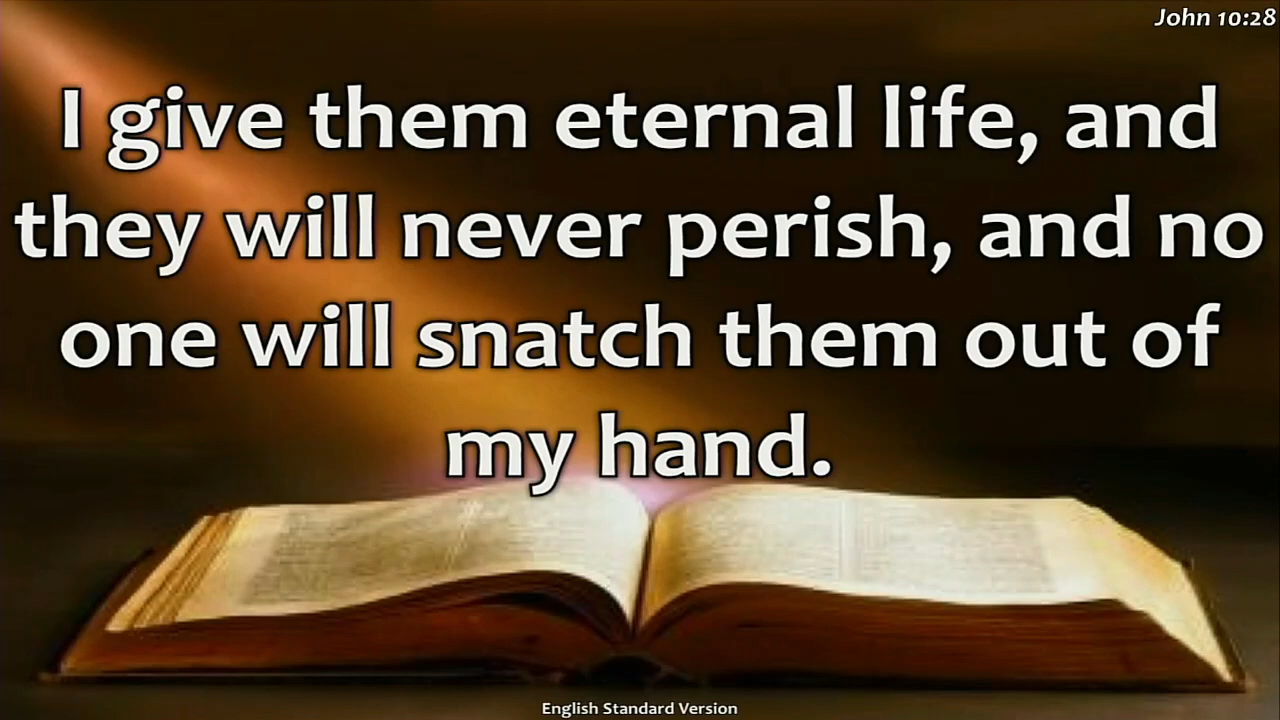 John 10:28
I give them eternal life, and
they will never perish, and no
one will snatch them out of
my hand.
English Standard Version